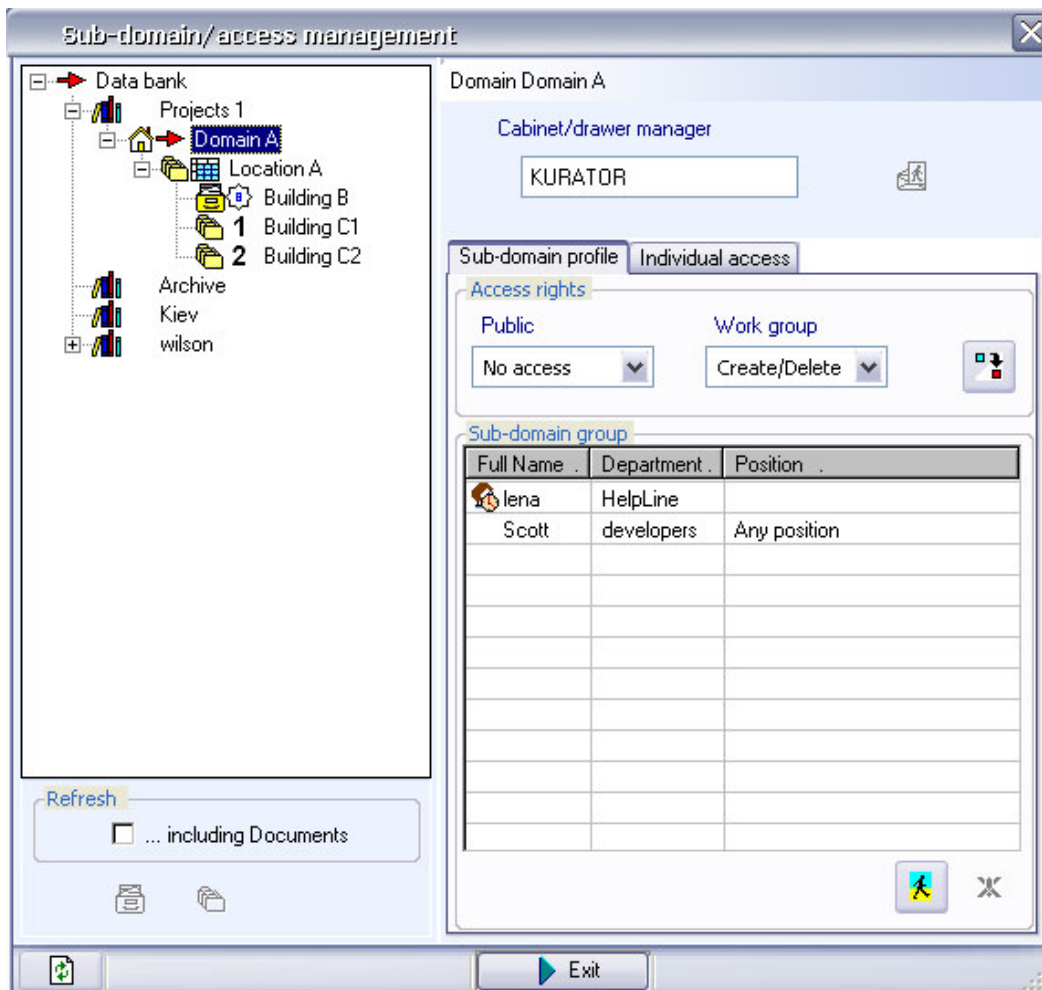 Sub-domain/access management
Data bank
Projects 1
Domain A
Location A
8 Building B
1 Building C1
2 Building C2
Archive
Kiev
wilson
Refresh
... including Documents
Domain Domain A
Cabinet/drawer manager
KURATOR
Sub-domain profile Individual access
Access rights
Public Work group
No access Create/Delete
Sub-domain group
Full Name . Department . Position .
lena HelpLine
Scott developers Any position
Exit